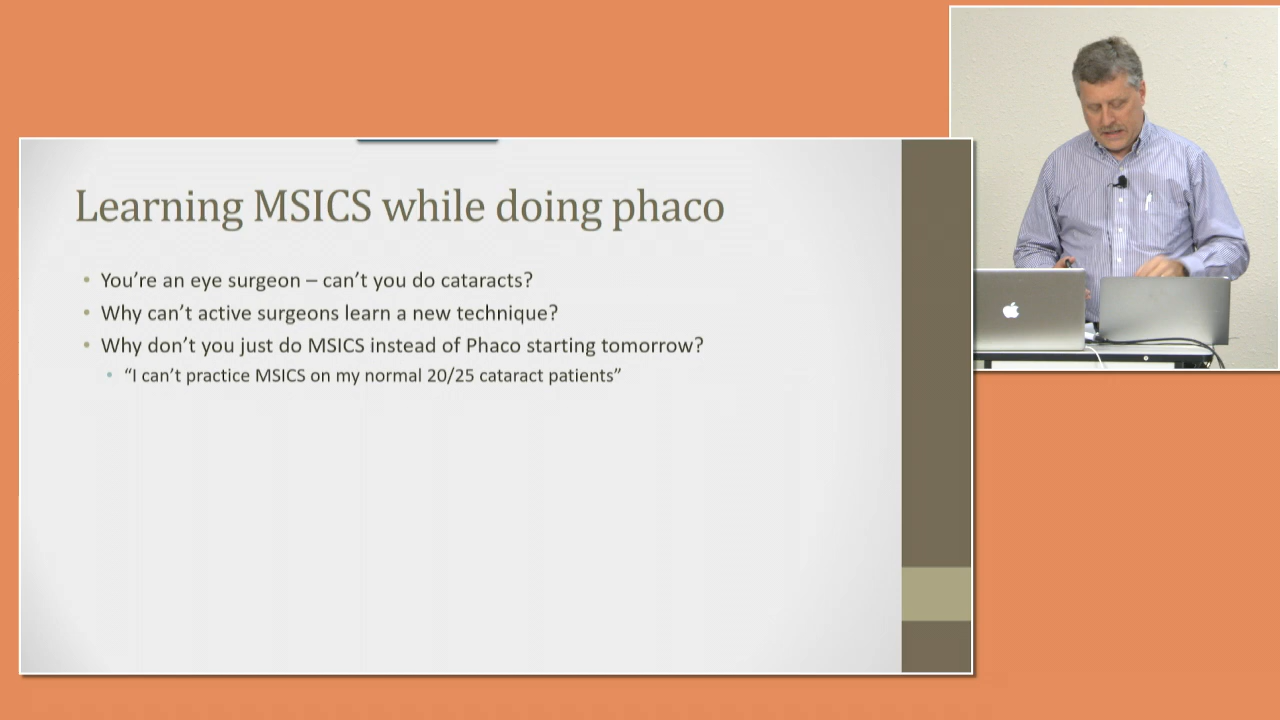 Learning MSICS while doing phaco
• You're an eye surgeon – can't you do cataracts?
• Why can't active surgeons learn a new technique?
• Why don't you just do MSICS instead of Phaco starting tomorrow?
• “I can't practice MSICS on my normal 20/25 cataract patients”